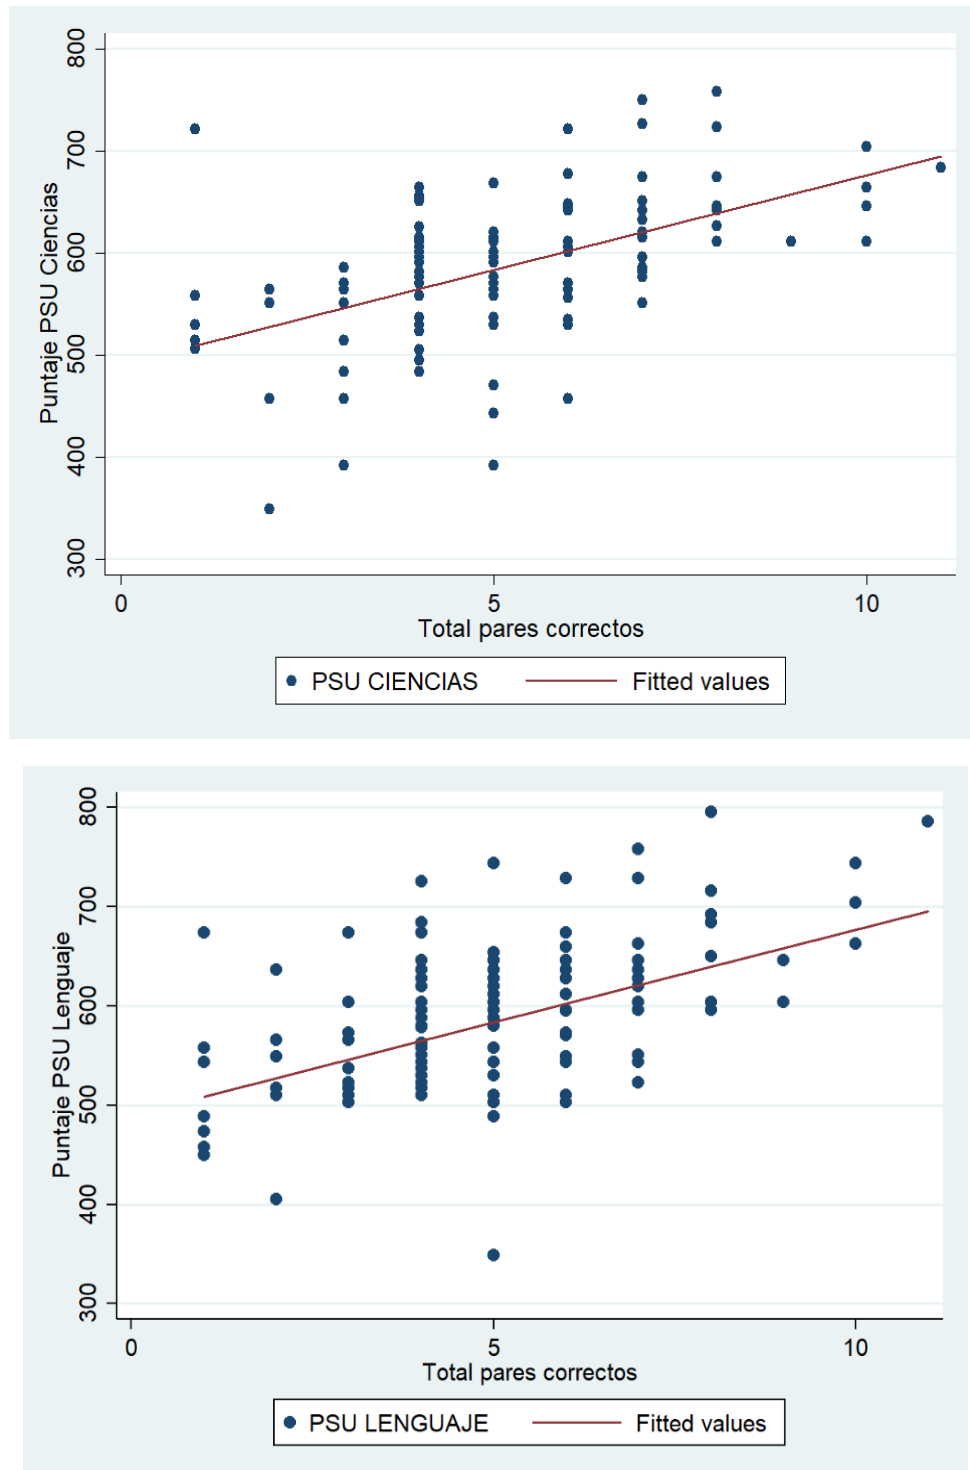 Puntaje PSU Ciencias
800
700
600
500
400
300
0 5 10
Total pares correctos
PSU CIENCIAS Fitted values
Puntaje PSU Lenguaje
800
700
600
500
400
300
0 5 10
Total pares correctos
PSU LENGUAJE Fitted values